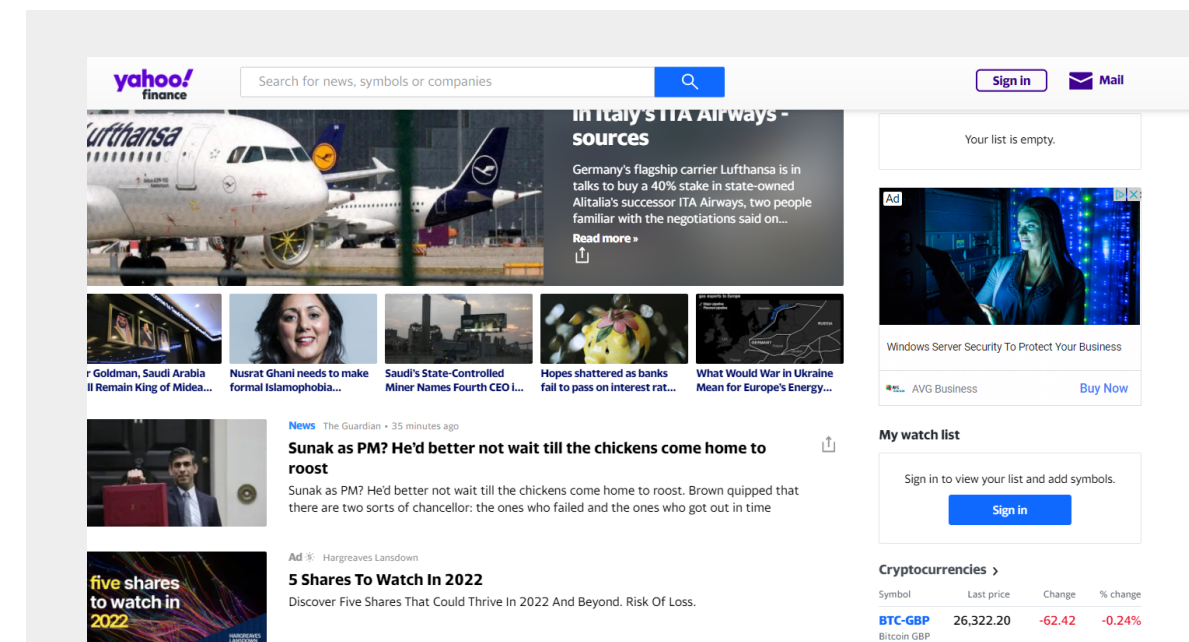 yahoo!
finance
Search for news, symbols or companies
Sign in
Mail
Lufthansa
in Italy's ITA Airways -
sources
Germany's flagship carrier Lufthansa is in
talks to buy a 40% stake in state-owned
Alitalia's successor ITA Airways, two people
familiar with the negotiations said on...
Read more »
r Goldman, Saudi Arabia
ll Remain King of Midea...
Nusrat Ghani needs to make
formal Islamophobia...
Saudi's State-Controlled
Miner Names Fourth CEO i...
Hopes shattered as banks
fail to pass on interest rat...
gas exports to Europe
RUSSIA
GERMANY
What Would War in Ukraine
Mean for Europe's Energy...
News The Guardian • 35 minutes ago
Sunak as PM? He'd better not wait till the chickens come home to
roost
Sunak as PM? He'd better not wait till the chickens come home to roost. Brown quipped that
there are two sorts of chancellor: the ones who failed and the ones who got out in time
five shares
to watch in
2022
HARGREAVES
LANSDOWN
Ad Hargreaves Lansdown
5 Shares To Watch In 2022
Discover Five Shares That Could Thrive In 2022 And Beyond. Risk Of Loss.
Your list is empty.
Ad
Windows Server Security To Protect Your Business
AVG Business
Buy Now
My watch list
Sign in to view your list and add symbols.
Sign in
Cryptocurrencies
Symbol Last price Change % change
BTC-GBP 26,322.20 -62.42 -0.24%
Bitcoin GBP